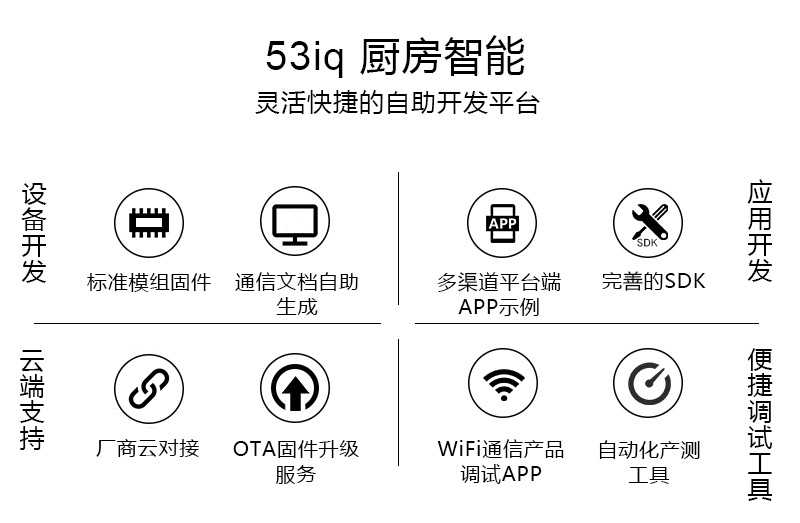 53iq 厨房智能
灵活快捷的自助开发平台
设备开发
标准模组固件
通信文档自助
生成
APP
多渠道平台端
APP示例
SDK
完善的SDK
应用开发
云端支持
厂商云对接
OTA固件升级
服务
WiFi通信产品
调试APP
自动化产测
工具
便捷调试工具